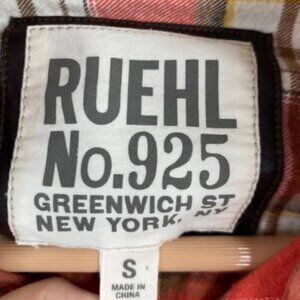 RUEHL
No.925
GREENWICH ST
NEW YORK, NY
S
MADE IN
CHINA